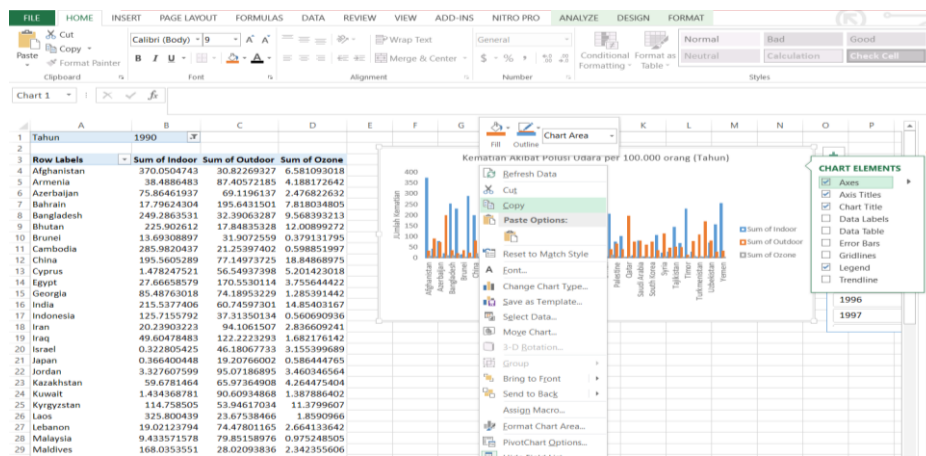 FILE HOME INSERT PAGE LAYOUT FORMULAS DATA REVIEW VIEW ADD-INS NITRO PRO ANALYZE DESIGN FORMAT
Cut
Copy
Format Painter
Paste
Clipboard
Calibri (Body) 9
B I U
Font
Wrap Text
Merge & Center
Alignment
General
$ - % ,
Number
Conditional Formatting
Format as Table
Normal Bad Good
Neutral Calculation Check Cell
Styles
Chart 1
fx
A B C D E F G K L M N O P
1 Tahun 1990
2
3 Row Labels Sum of Indoor Sum of Outdoor Sum of Ozone
4 Afghanistan 370.0504743 30.82269327 6.581093018
5 Armenia 38.4886483 87.40572185 4.188172642
6 Azerbaijan 75.86461937 69.1196137 2.476822632
7 Bahrain 17.79624304 195.6431501 7.818034805
8 Bangladesh 249.2863531 32.39063287 9.568393213
9 Bhutan 225.902612 17.84835328 12.00899272
10 Brunei 13.69308897 31.9072559 0.379131795
11 Cambodia 285.9820437 21.25397402 0.598851997
12 China 195.5605289 77.14973725 18.84868975
13 Cyprus 1.478247521 56.54937398 5.201423018
14 Egypt 27.66658579 170.5530114 3.755644422
15 Georgia 85.48763018 74.18953229 1.285391442
16 India 215.5377406 60.74597301 14.85403167
17 Indonesia 125.7155792 37.31350134 0.560690936
18 Iran 20.23903223 94.1061507 2.836609241
19 Iraq 49.60478483 122.2223293 1.682176142
20 Israel 0.322805425 46.18067733 3.155399689
21 Japan 0.366400448 19.20766002 0.586444765
22 Jordan 3.327607599 95.07186895 3.460346564
23 Kazakhstan 59.6781464 65.97364908 4.264475404
24 Kuwait 1.434368781 90.60934868 1.387886402
25 Kyrgyzstan 114.758505 53.94617034 11.3799607
26 Laos 325.800439 23.67538466 1.8590966
27 Lebanon 19.02123794 74.47801165 2.664133642
28 Malaysia 9.433571578 79.85158976 0.975248505
29 Maldives 168.0353551 28.02093836 2.342355606
Kematian Akibat Polusi Udara per 100.000 orang (Tahun)
Jumlah Kematian
400
350
300
250
200
150
100
50
0
Afghanistan
Azerbaijan
Bangladesh
Brunei
China
Palestine
Qatar
Saudi Arabia
South Korea
Syria
Tajikistan
Timor
Turkmenistan
Uzbekistan
Yemen
Sum of Indoor
Sum of Outdoor
Sum of Ozone
Fill Outline
Chart Area
Refresh Data
Cut
Copy
Paste Options:
Reset to Match Style
Font...
Change Chart Type...
Save as Template...
Select Data...
Move Chart...
3-D Rotation...
Group
Bring to Front
Send to Back
Assign Macro...
Format Chart Area...
PivotChart Options...
CHART ELEMENTS
Axes
Axis Titles
Chart Title
Data Labels
Data Table
Error Bars
Gridlines
Legend
Trendline
1996
1997